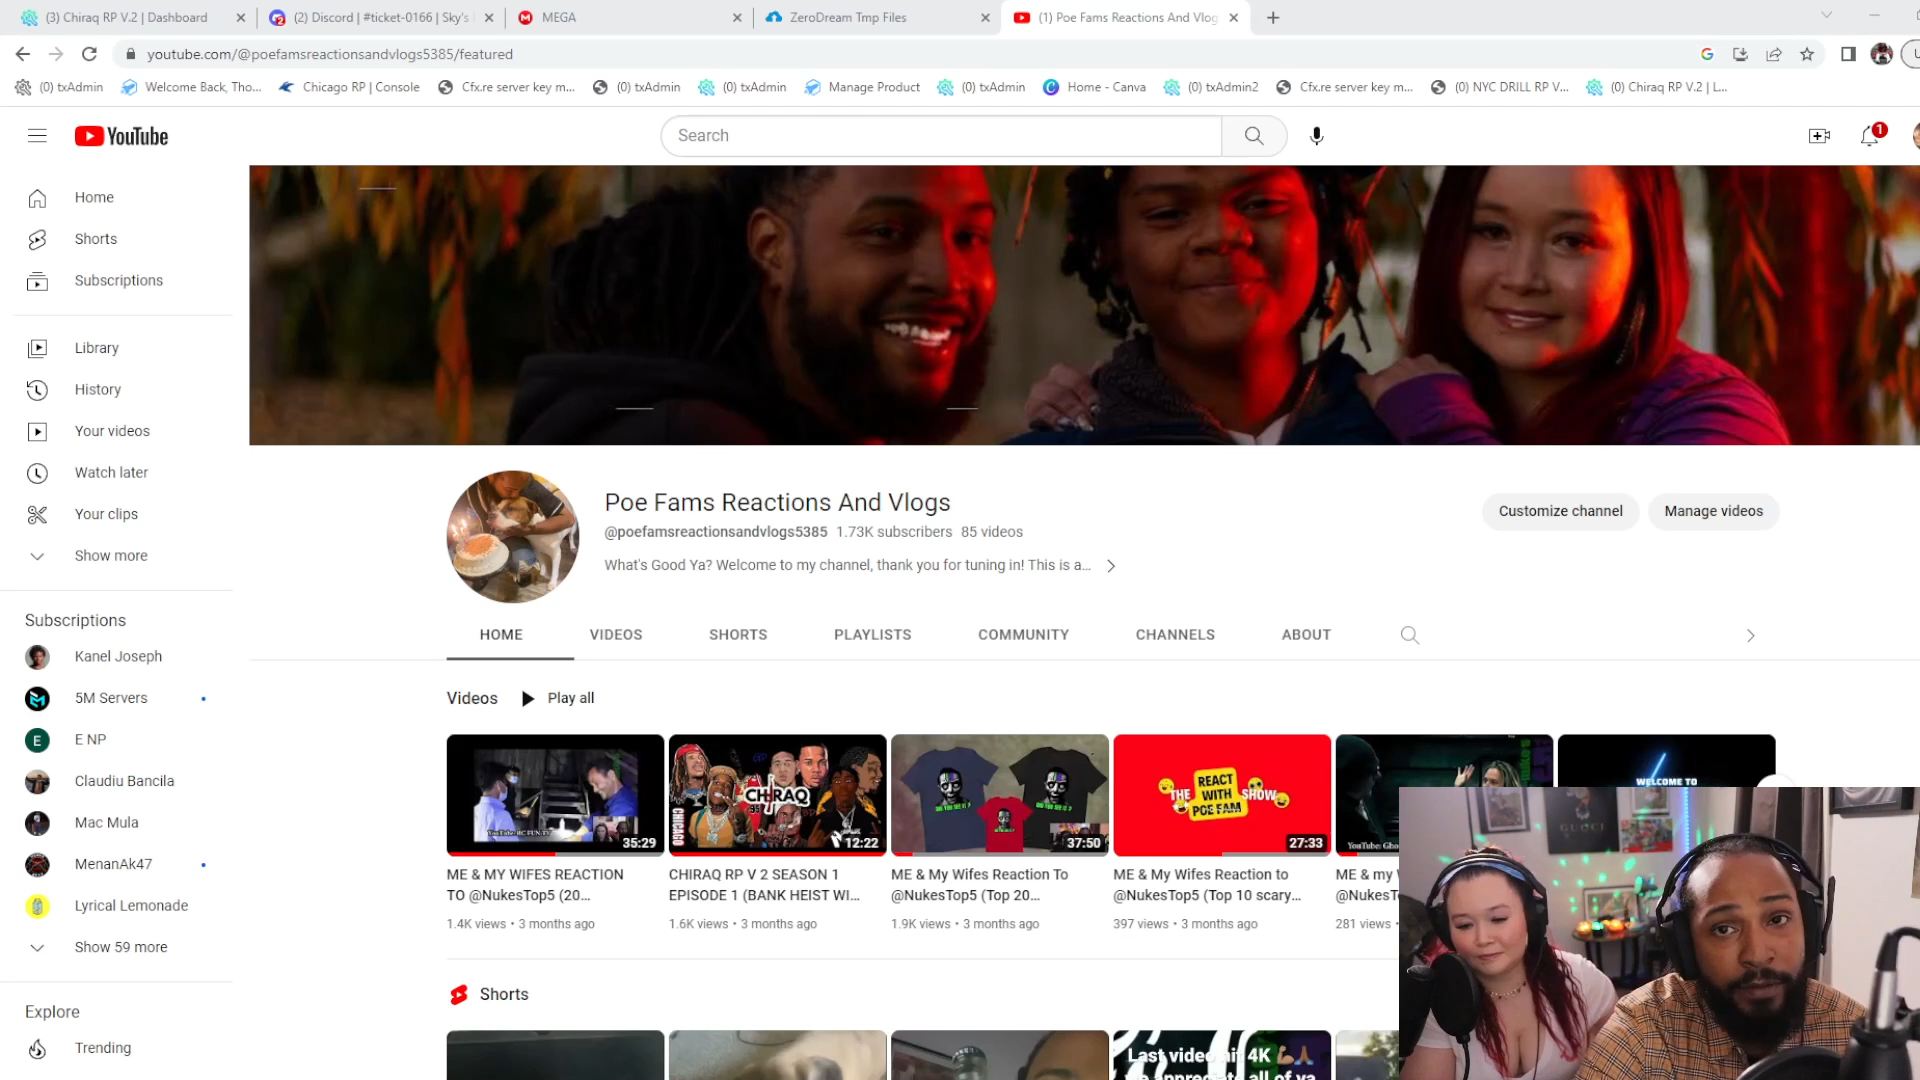 (3) Chiraq RP V.2 | Dashboard
(2) Discord | #ticket-0166 | Sky's
MEGA
ZeroDream Tmp Files
(1) Poe Fams Reactions And Vlog
youtube.com/@poefamsreactionsandvlogs5385/featured
(0) txAdmin
Welcome Back, Tho...
Chicago RP | Console
Cfx.re server key m...
(0) txAdmin
(0) txAdmin
Manage Product
(0) txAdmin
Home - Canva
(0) txAdmin2
Cfx.re server key m...
(0) NYC DRILL RP V...
(0) Chiraq RP V.2 | L...
YouTube
Search
1
Home
Shorts
Subscriptions
Library
History
Your videos
Watch later
Your clips
Show more
Subscriptions
Kanel Joseph
5M Servers
E
E NP
Claudiu Bancila
Mac Mula
MenanAk47
Lyrical Lemonade
Show 59 more
Explore
Trending
Poe Fams Reactions And Vlogs
@poefamsreactionsandvlogs5385 1.73K subscribers 85 videos
What's Good Ya? Welcome to my channel, thank you for tuning in! This is a...
Customize channel
Manage videos
HOME
VIDEOS
SHORTS
PLAYLISTS
COMMUNITY
CHANNELS
ABOUT
Videos
Play all
35:29
CHIRAQ
CHICAGO
12:22
37:50
THE REACT WITH POE FAM SHOW
27:33
WELCOME TO
GUCCI
ME & MY WIFES REACTION
TO @NukesTop5 (20...
1.4K views • 3 months ago
CHIRAQ RP V 2 SEASON 1
EPISODE 1 (BANK HEIST WI...
1.6K views • 3 months ago
ME & My Wifes Reaction To
@NukesTop5 (Top 20...
1.9K views • 3 months ago
ME & My Wifes Reaction to
@NukesTop5 (Top 10 scary...
397 views • 3 months ago
ME & my
@NukesTo
281 views •
Shorts
Last video hit 4K
we appreciate all of ya